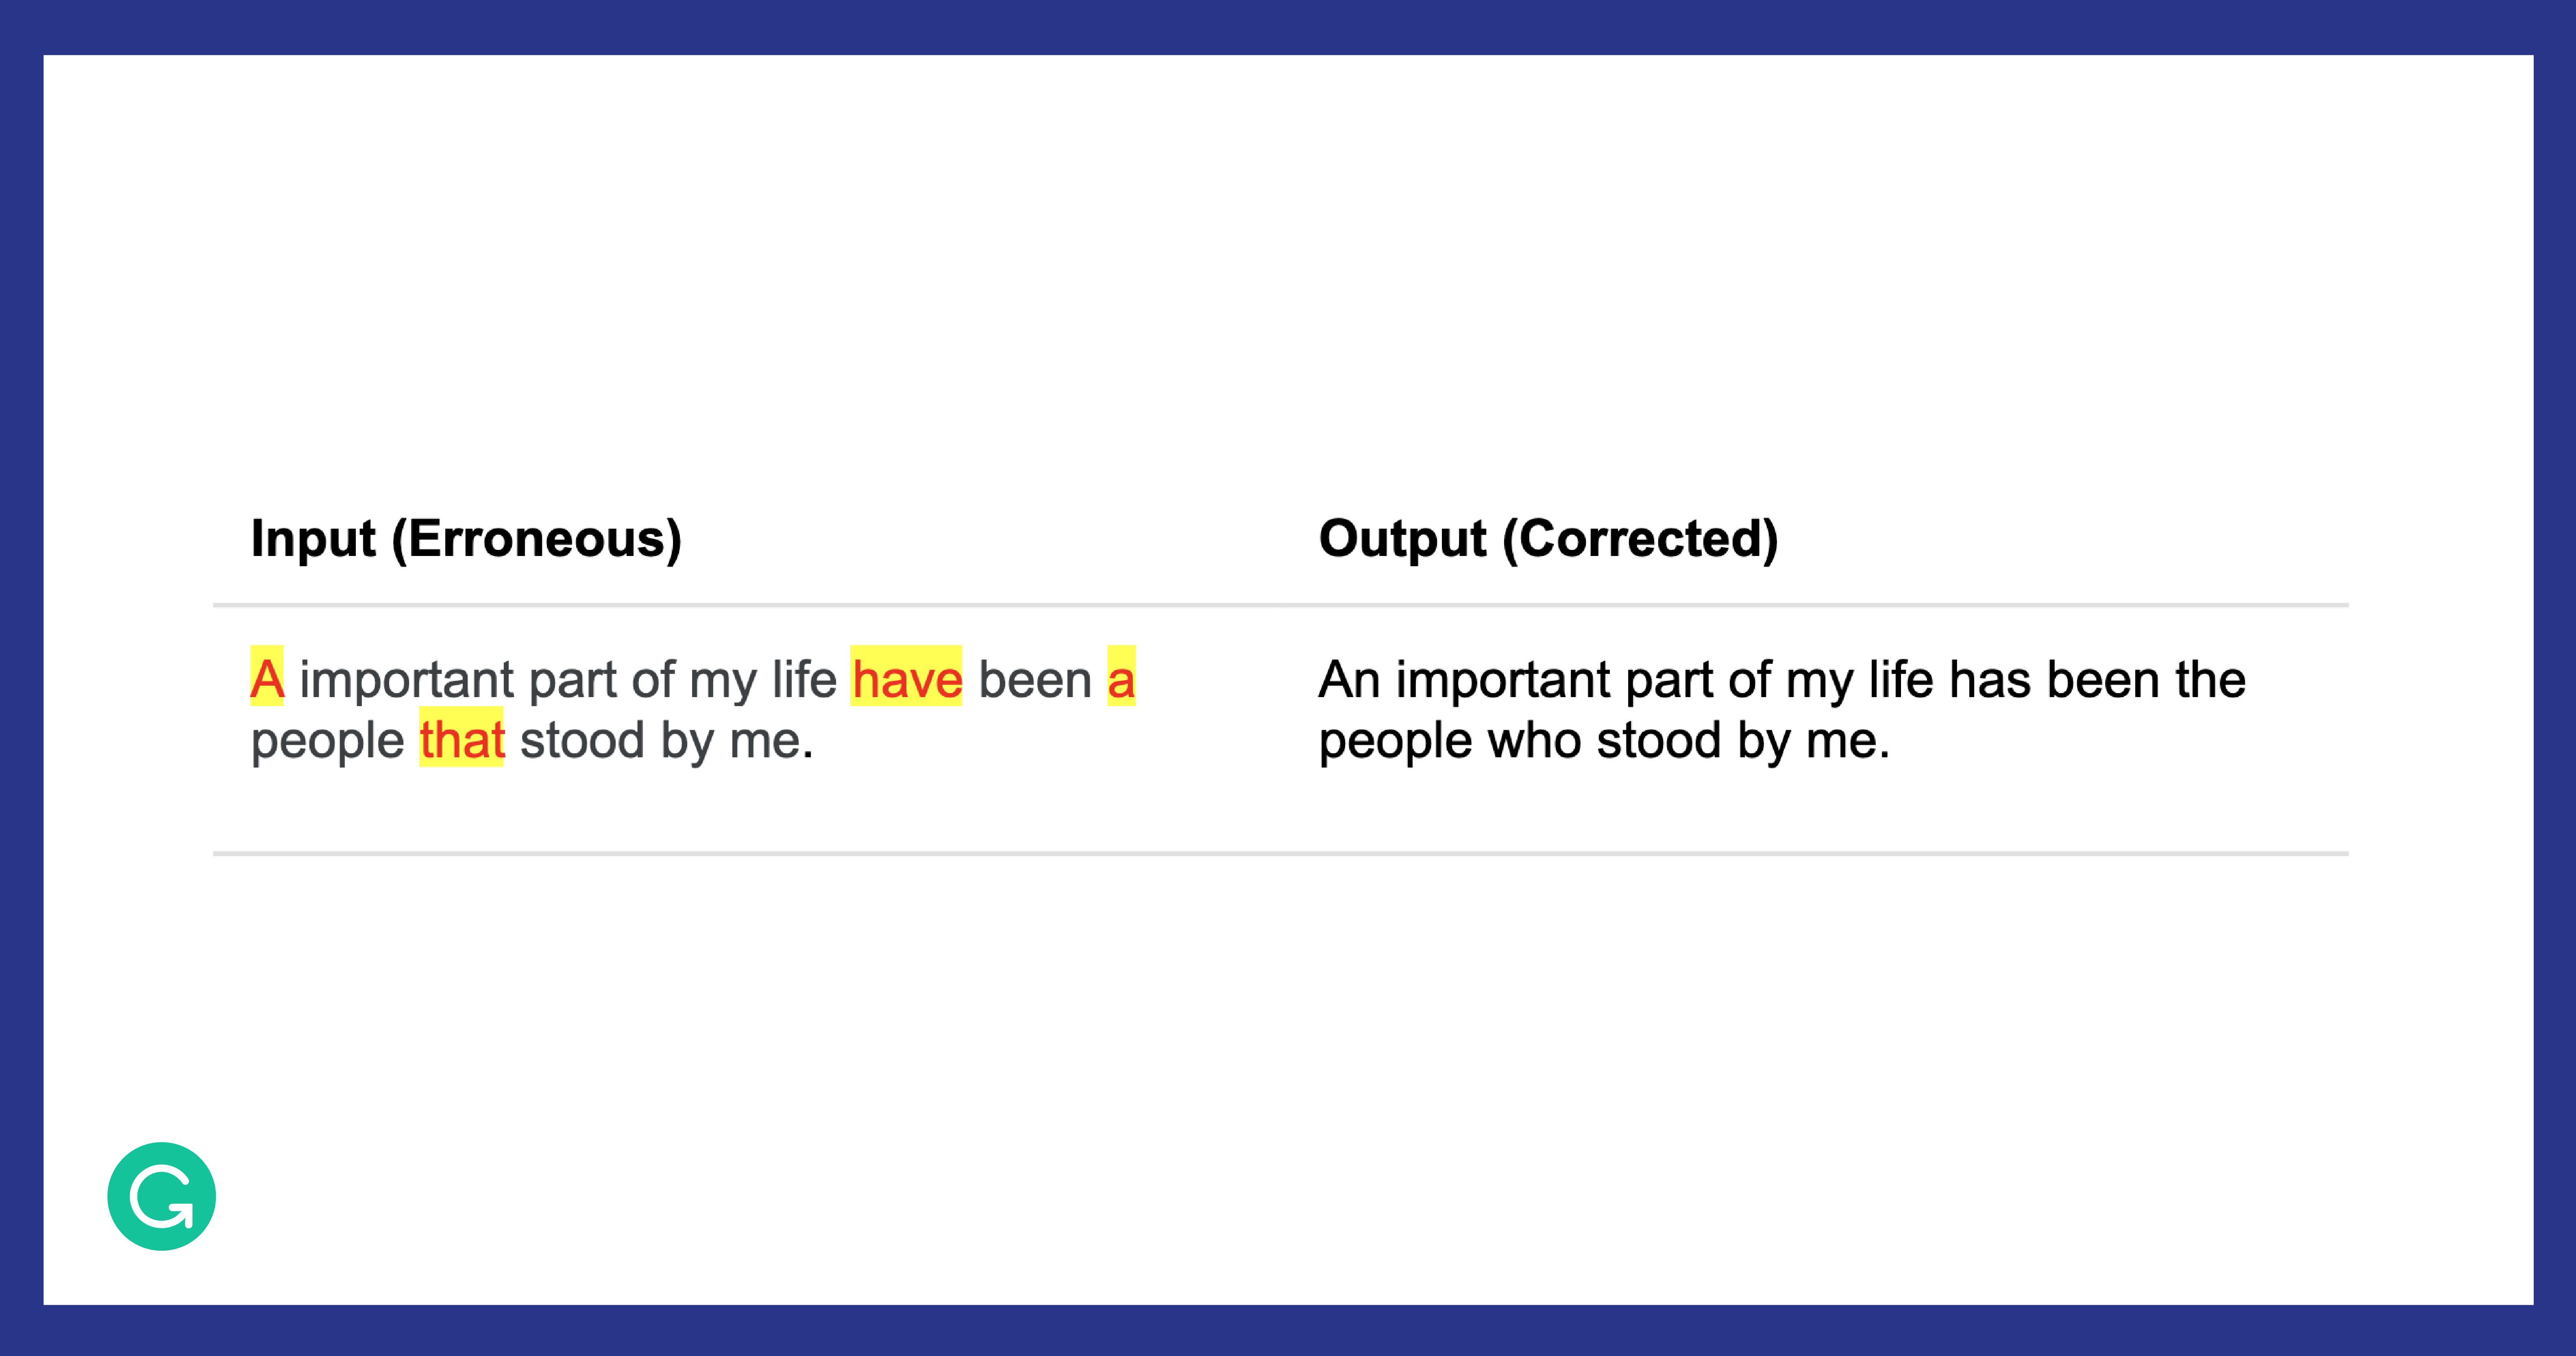 Input (Erroneous)
Output (Corrected)
A important part of my life have been a
people that stood by me.
An important part of my life has been the
people who stood by me.
G